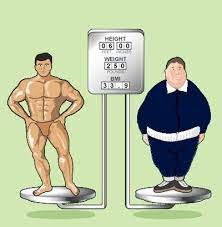 HEIGHT
0 6 0 0
FEET INCHES
WEIGHT
2 5 0
POUNDS
BMI
3 3 . 9